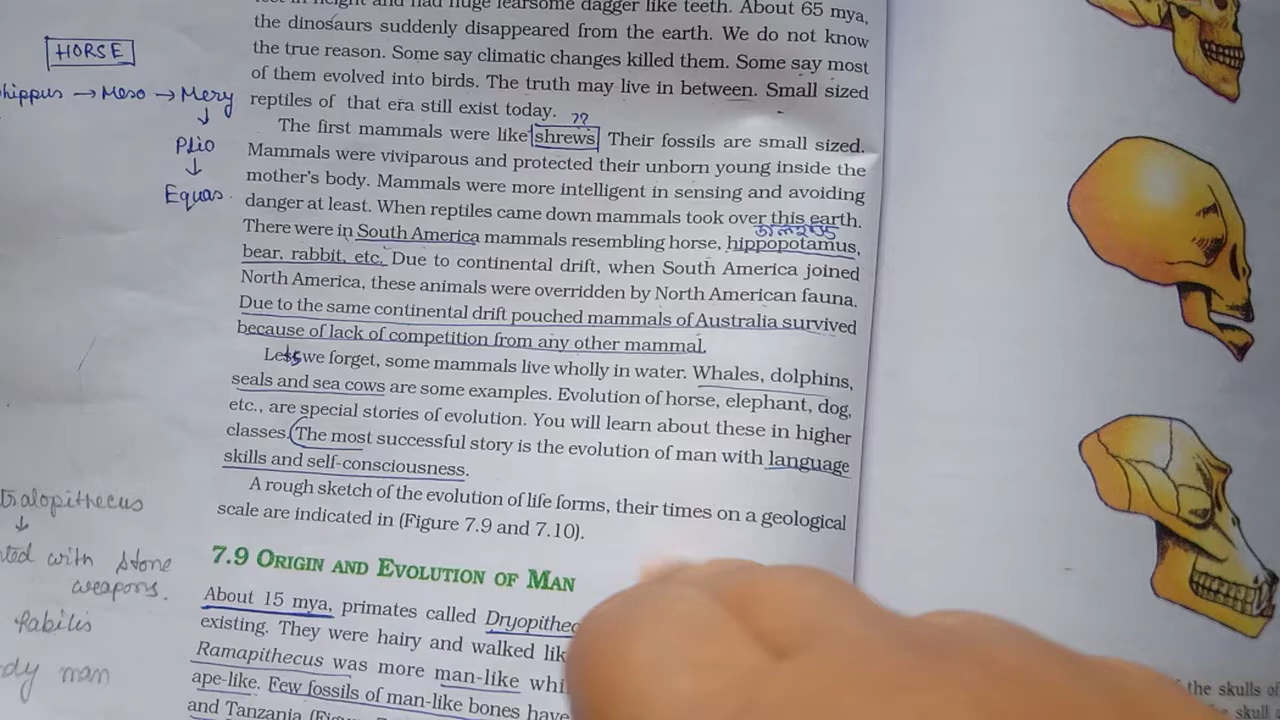 HORSE
hippus → Meso → Mery
↓
Plio
↓
Equas
tralopithecus
↓
ted with stone
weapons.
dy man
feet in height and had huge fearsome dagger like teeth. About 65 mya,
the dinosaurs suddenly disappeared from the earth. We do not know
the true reason. Some say climatic changes killed them. Some say most
of them evolved into birds. The truth may live in between. Small sized
reptiles of that era still exist today.
??
The first mammals were like shrews. Their fossils are small sized.
Mammals were viviparous and protected their unborn young inside the
mother's body. Mammals were more intelligent in sensing and avoiding
danger at least. When reptiles came down mammals took over this earth.
There were in South America mammals resembling horse, hippopotamus,
bear, rabbit, etc. Due to continental drift, when South America joined
North America, these animals were overridden by North American fauna.
Due to the same continental drift pouched mammals of Australia survived
because of lack of competition from any other mammal.
we forget, some mammals live wholly in water. Whales, dolphins,
seals and sea cows are some examples. Evolution of horse, elephant, dog,
etc., are special stories of evolution. You will learn about these in higher
classes. The most successful story is the evolution of man with language
skills and self-consciousness.
A rough sketch of the evolution of life forms, their times on a geological
scale are indicated in (Figure 7.9 and 7.10).
7.9 ORIGIN AND EVOLUTION OF MAN
About 15 mya, primates called Dryopithec
existing. They were hairy and walked lik
Ramapithecus was more man-like whi
ape-like. Few fossils of man-like bones have
and Tanzania
the skulls of
skull